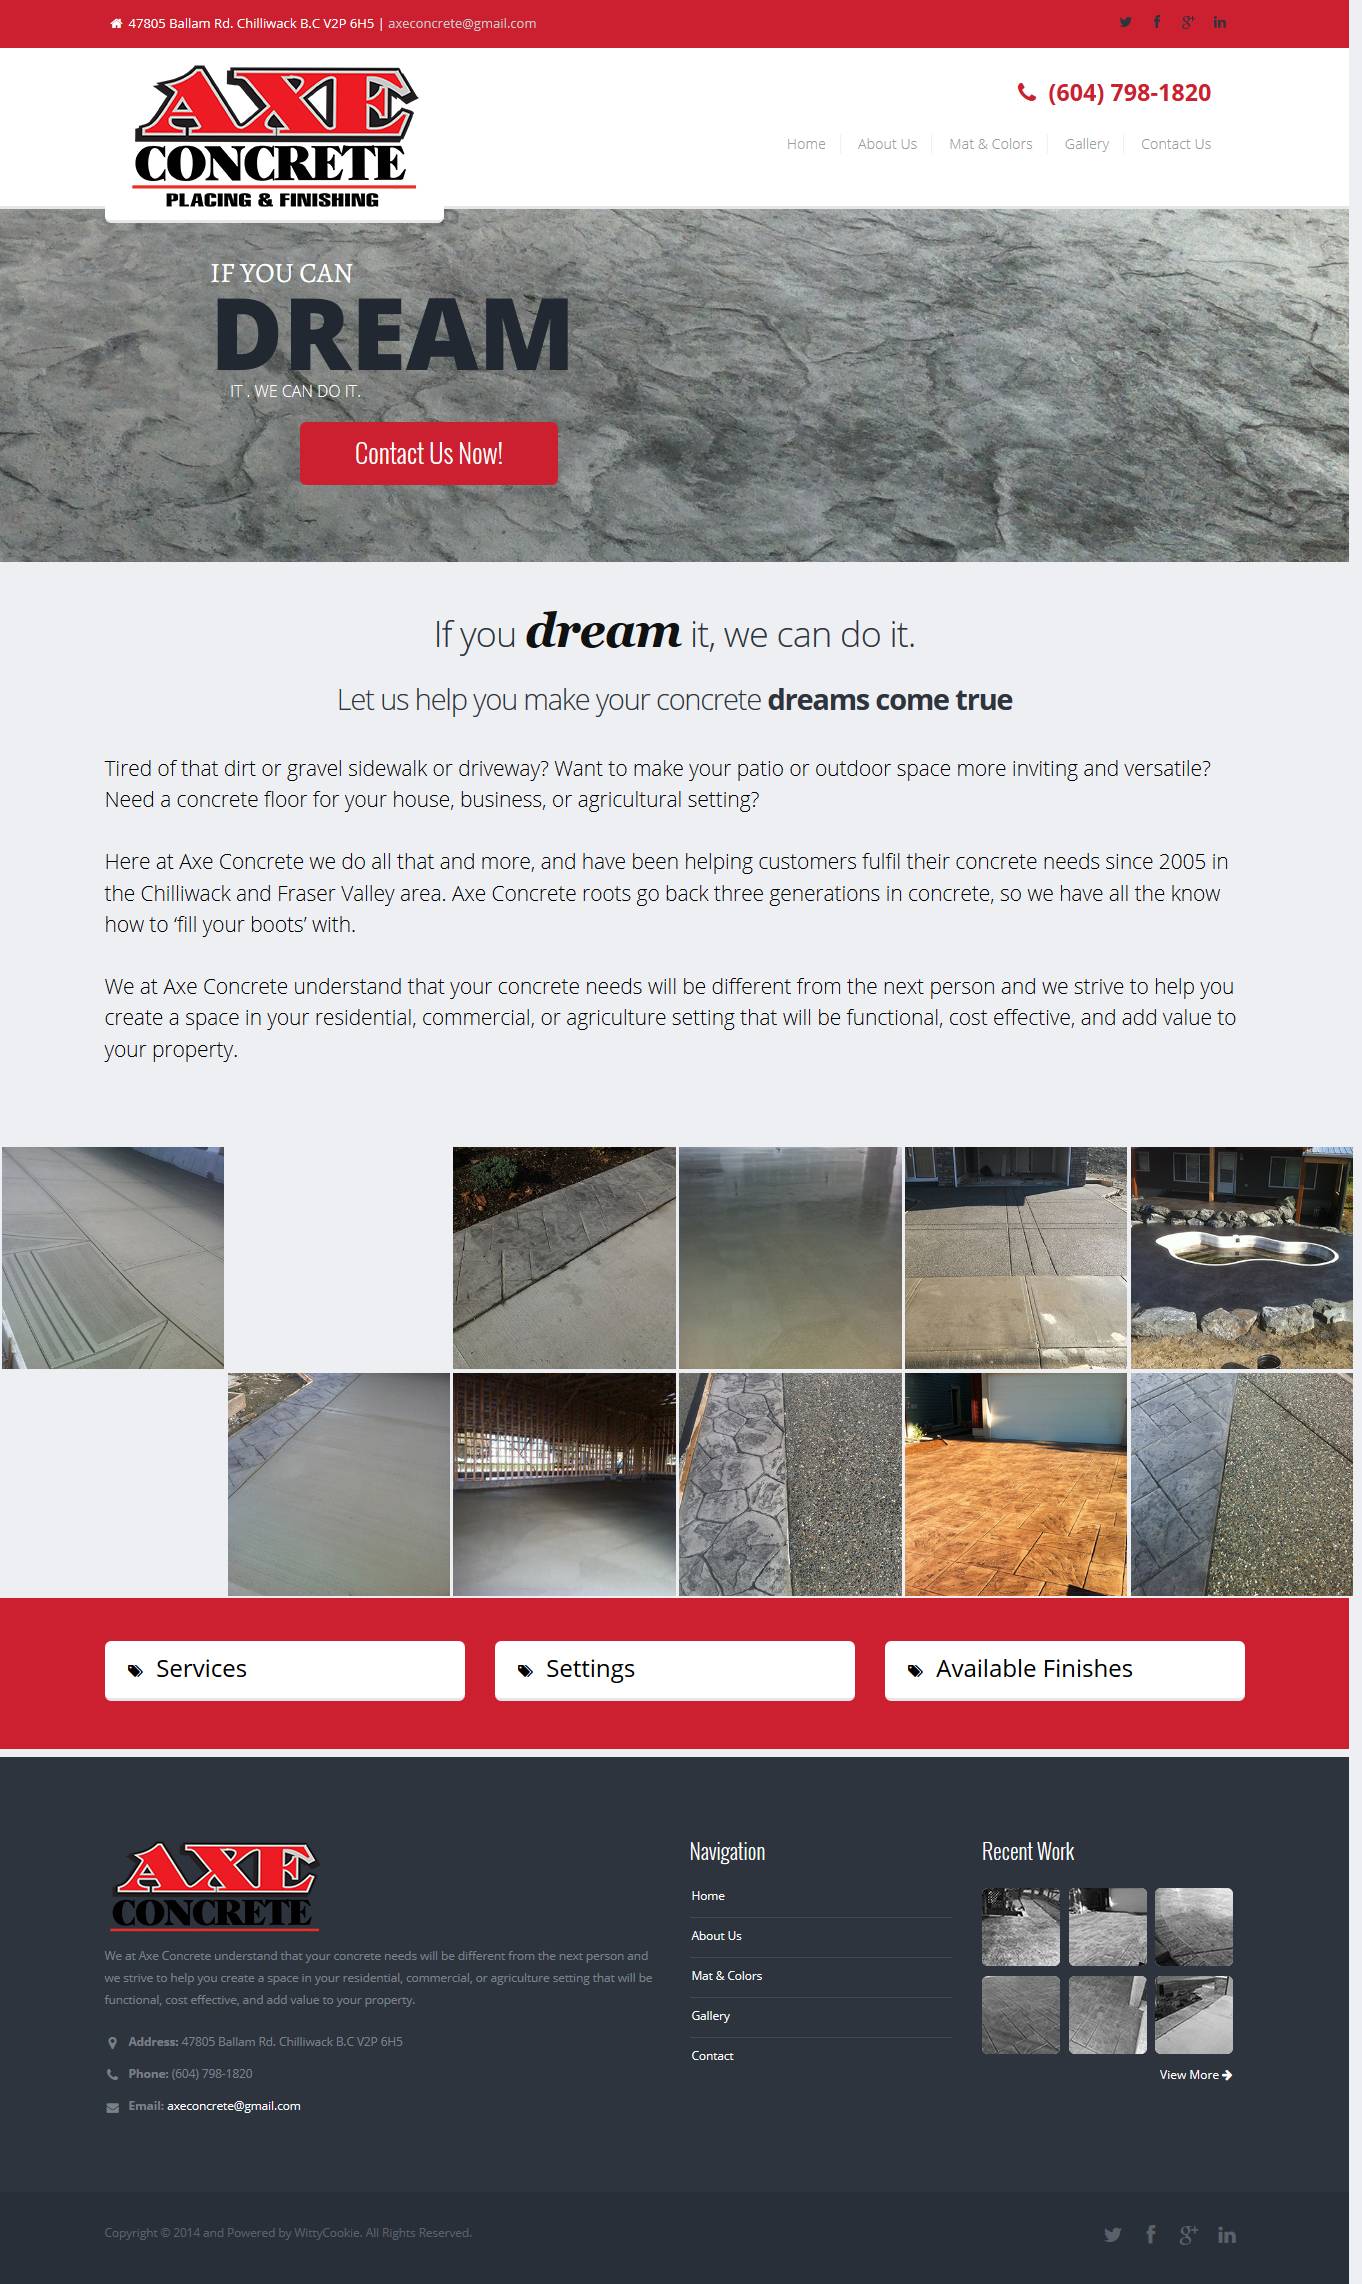 47805 Ballam Rd. Chilliwack B.C V2P 6H5 | axeconcrete@gmail.com
AXE
CONCRETE
PLACING & FINISHING
(604) 798-1820
Home
About Us
Mat & Colors
Gallery
Contact Us
IF YOU CAN
DREAM
IT . WE CAN DO IT.
Contact Us Now!
If you dream it, we can do it.
Let us help you make your concrete dreams come true
Tired of that dirt or gravel sidewalk or driveway? Want to make your patio or outdoor space more inviting and versatile?
Need a concrete floor for your house, business, or agricultural setting?
Here at Axe Concrete we do all that and more, and have been helping customers fulfil their concrete needs since 2005 in
the Chilliwack and Fraser Valley area. Axe Concrete roots go back three generations in concrete, so we have all the know
how to ‘fill your boots’ with.
We at Axe Concrete understand that your concrete needs will be different from the next person and we strive to help you
create a space in your residential, commercial, or agriculture setting that will be functional, cost effective, and add value to
your property.
Services
Settings
Available Finishes
AXE
CONCRETE
We at Axe Concrete understand that your concrete needs will be different from the next person and
we strive to help you create a space in your residential, commercial, or agriculture setting that will be
functional, cost effective, and add value to your property.
Address: 47805 Ballam Rd. Chilliwack B.C V2P 6H5
Phone: (604) 798-1820
Email: axeconcrete@gmail.com
Navigation
Home
About Us
Mat & Colors
Gallery
Contact
Recent Work
View More
Copyright © 2014 and Powered by WittyCookie. All Rights Reserved.